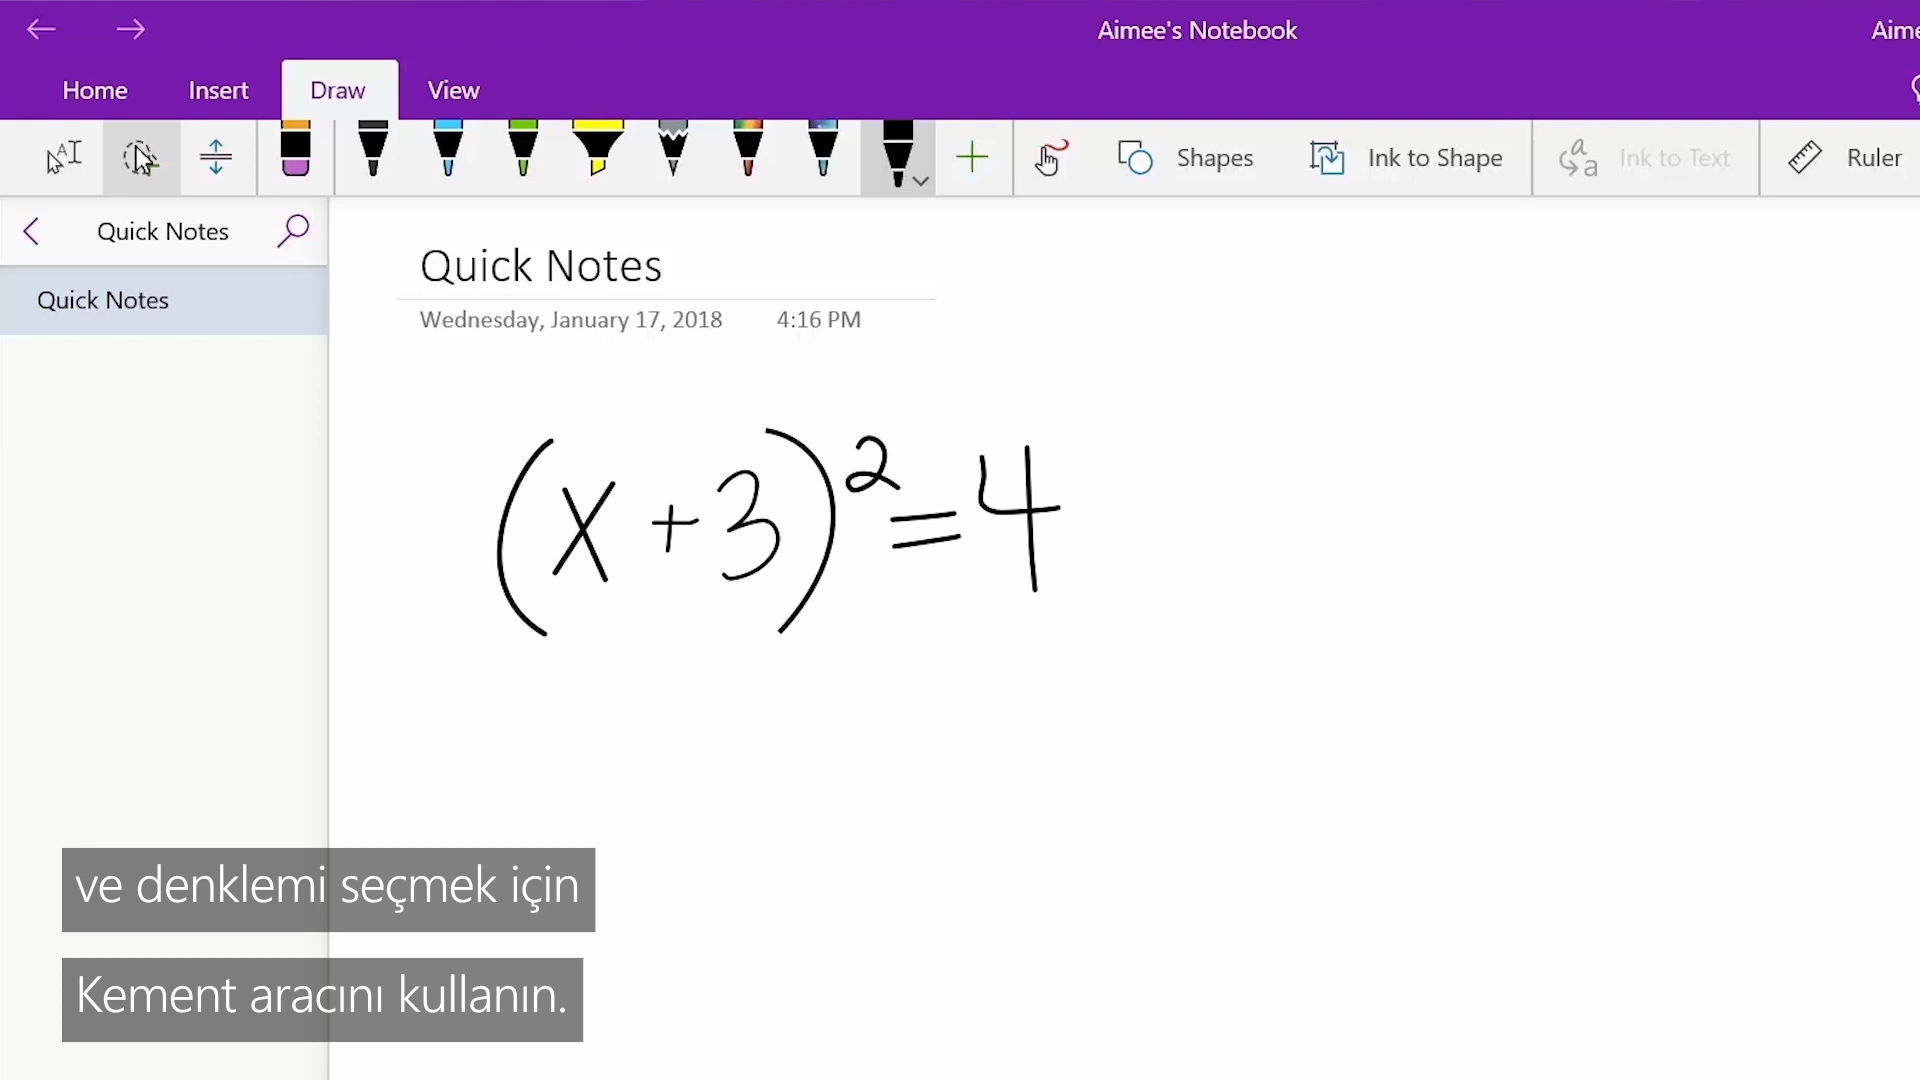 Aimee's Notebook
Aime
Home Insert Draw View
Shapes Ink to Shape Ink to Text Ruler
Quick Notes
Quick Notes
Quick Notes
Wednesday, January 17, 2018 4:16 PM
(x+3)²=4
ve denklemi seçmek için
Kement aracını kullanın.